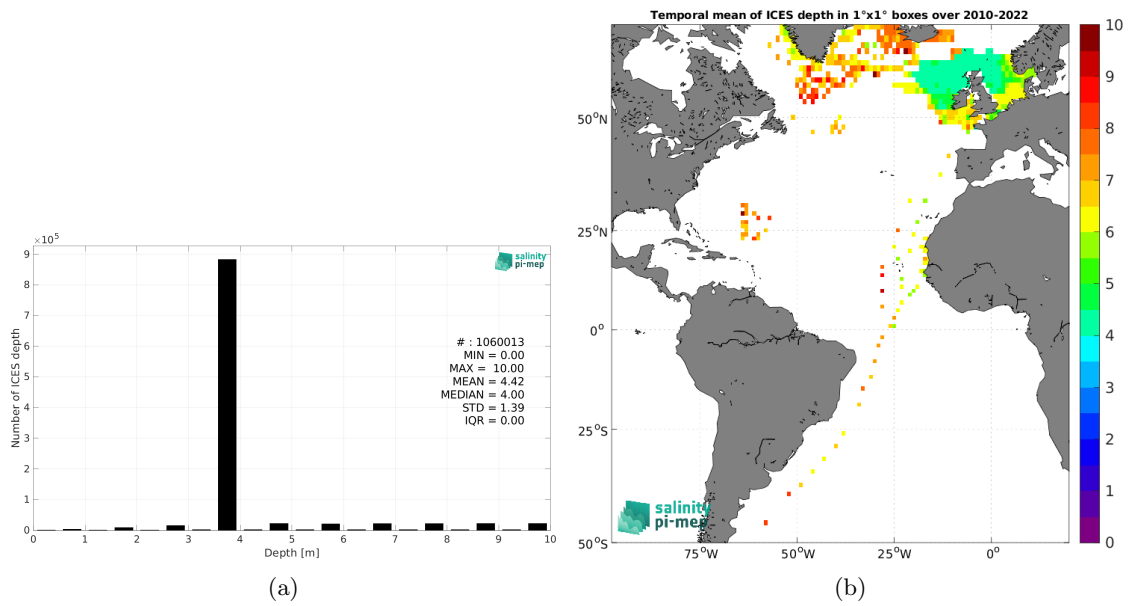 ×10⁵
9
8
7
6
5
4
3
2
1
0
Number of ICES depth
salinity
pi-mep
# : 1060013
MIN = 0.00
MAX = 10.00
MEAN = 4.42
MEDIAN = 4.00
STD = 1.39
IQR = 0.00
0 1 2 3 4 5 6 7 8 9 10
Depth [m]
(a)
Temporal mean of ICES depth in 1°x1° boxes over 2010-2022
50°N
25°N
0°
25°S
50°S
75°W 50°W 25°W 0°
salinity
pi-mep
10
9
8
7
6
5
4
3
2
1
0
(b)